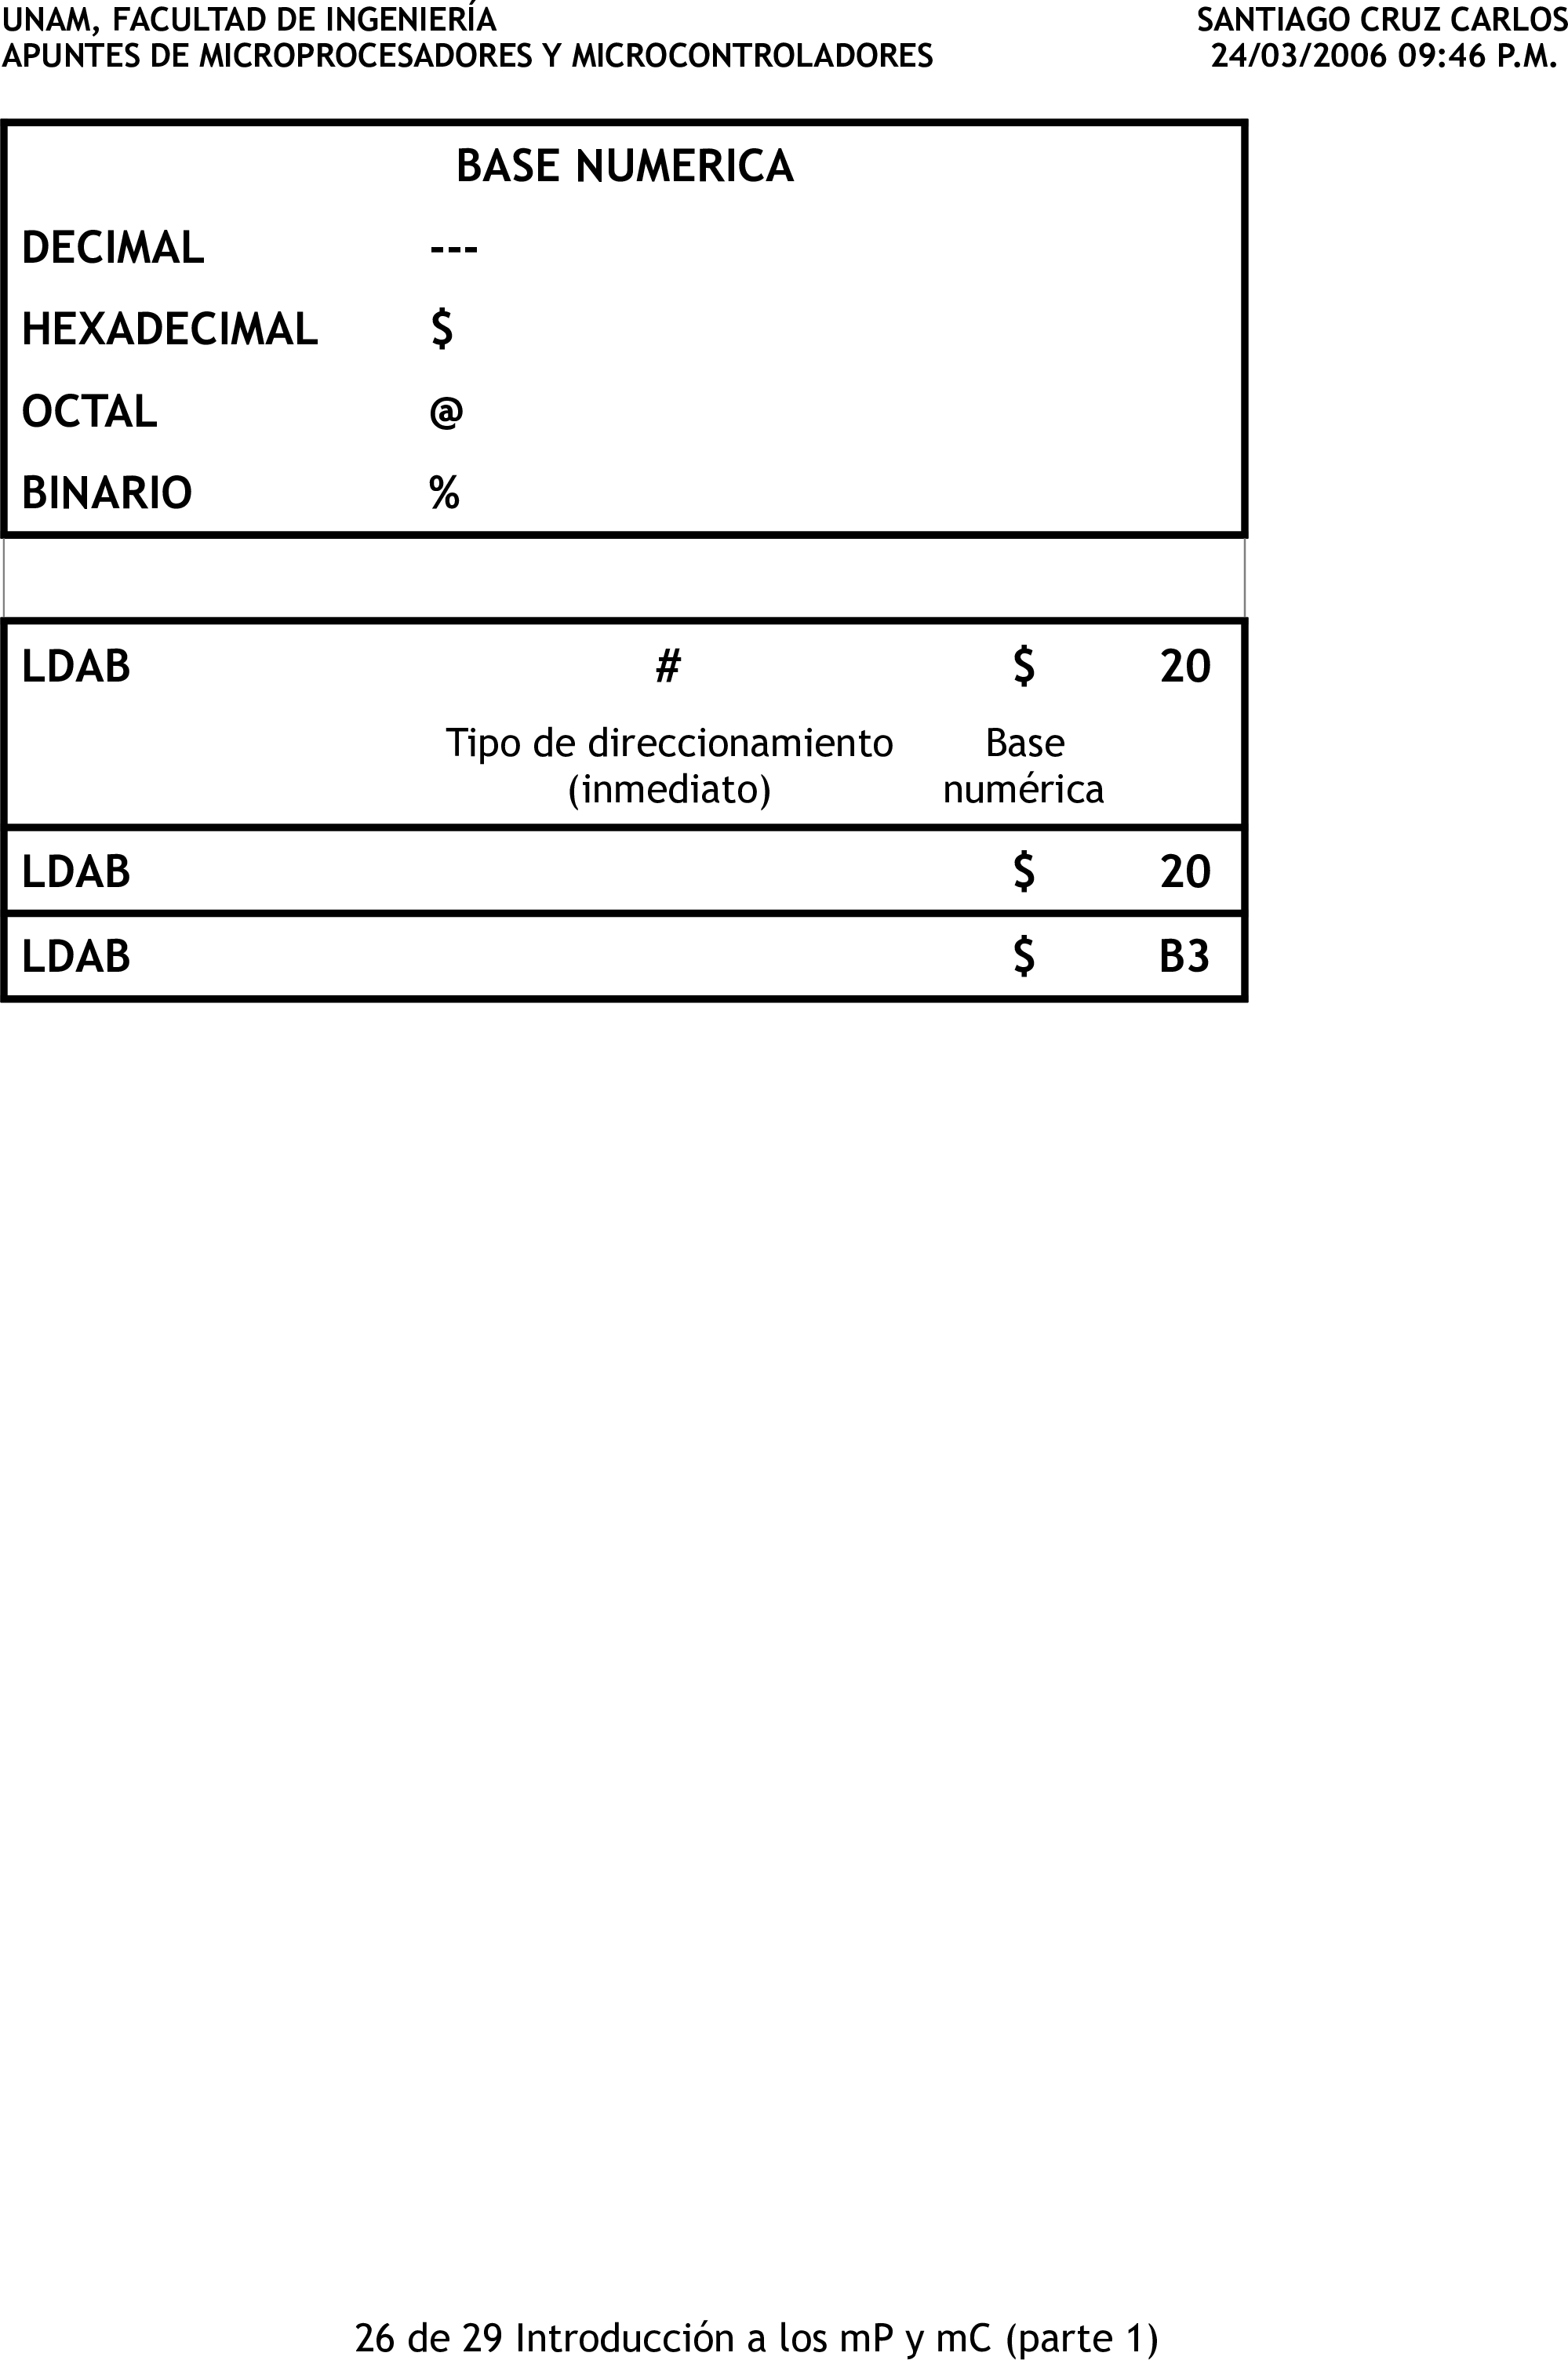 UNAM, FACULTAD DE INGENIERÍA SANTIAGO CRUZ CARLOS
APUNTES DE MICROPROCESADORES Y MICROCONTROLADORES 24/03/2006 09:46 P.M.
BASE NUMERICA
DECIMAL ---
HEXADECIMAL $
OCTAL @
BINARIO %
LDAB # $ 20
Tipo de direccionamiento Base
(inmediato) numérica
LDAB $ 20
LDAB $ B3
26 de 29 Introducción a los mP y mC (parte 1)